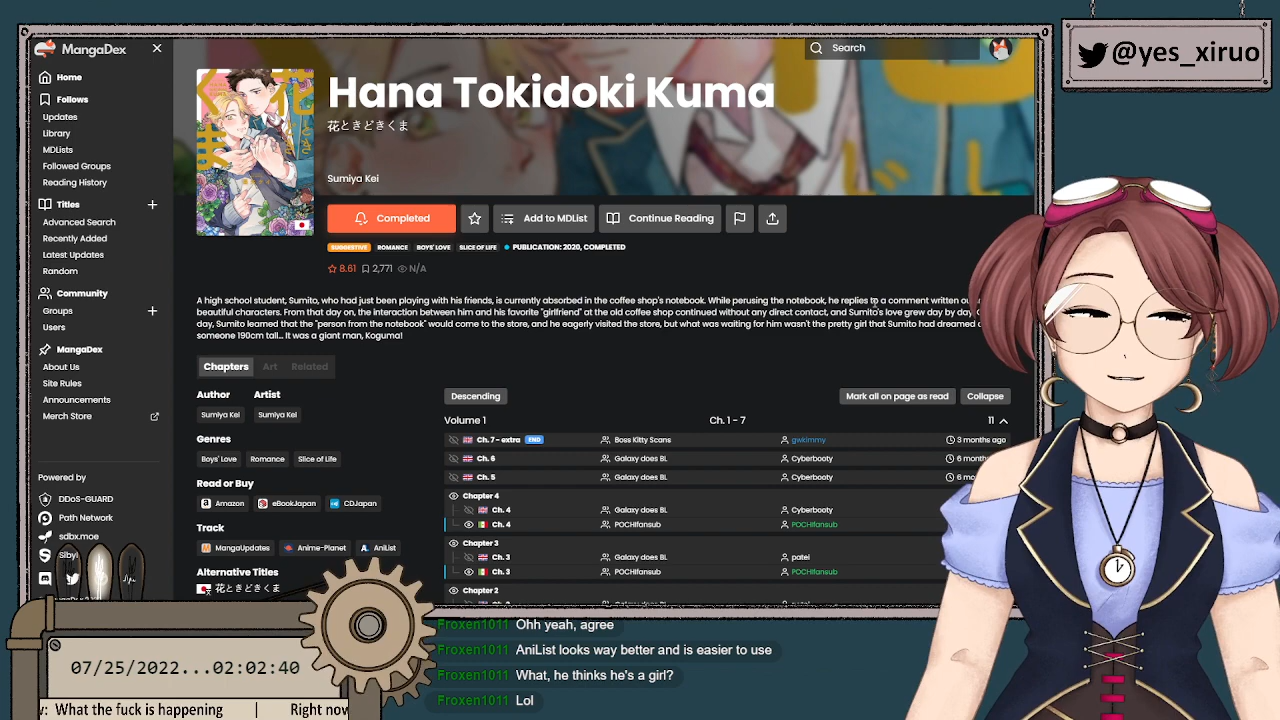 MangaDex
Search
@yes_xiruo
Home
Follows
Updates
Library
MDLists
Followed Groups
Reading History
Titles
Advanced Search
Recently Added
Latest Updates
Random
Community
Groups
Users
MangaDex
About Us
Site Rules
Announcements
Merch Store
Powered by
DDoS-GUARD
Path Network
sdbx.moe
Hana Tokidoki Kuma
花ときどきくま
Sumiya Kei
Completed
Add to MDList
Continue Reading
SUGGESTIVE ROMANCE BOYS' LOVE SLICE OF LIFE PUBLICATION: 2020, COMPLETED
8.61 2,771 N/A
A high school student, Sumito, who had just been playing with his friends, is currently absorbed in the coffee shop's notebook. While perusing the notebook, he replies to a comment written
beautiful characters. From that day on, the interaction between him and his favorite "girlfriend" at the old coffee shop continued without any direct contact, and Sumito's love grew day by day.
day, Sumito learned that the "person from the notebook" would come to the store, and he eagerly visited the store, but what was waiting for him wasn't the pretty girl that Sumito had dreamed
someone 190cm tall... It was a giant man, Koguma!
Chapters Art Related
Author Artist
Sumiya Kei Sumiya Kei
Genres
Boys' Love Romance Slice of Life
Read or Buy
Amazon eBookJapan CDJapan
Track
MangaUpdates Anime-Planet AniList
Alternative Titles
花ときどきくま
Descending Mark all on page as read Collapse
Volume 1 Ch. 1 - 7 11
Ch. 7 - extra END Boss Kitty Scans gwkimmy 3 months ago
Ch. 6 Galaxy does BL Cyberbooty 6 month
Ch. 5 Galaxy does BL Cyberbooty 6 mo
Chapter 4
Ch. 4 Galaxy does BL Cyberbooty
Ch. 4 POCHIfansub POCHIfansub
Chapter 3
Ch. 3 Galaxy does BL patel
Ch. 3 POCHIfansub POCHIfansub
Chapter 2
07/25/2022...02:02:40
What the fuck is happening | Right now
Froxen1011 Ohh yeah, agree
Froxen1011 AniList looks way better and is easier to use
Froxen1011 What, he thinks he's a girl?
Froxen1011 Lol